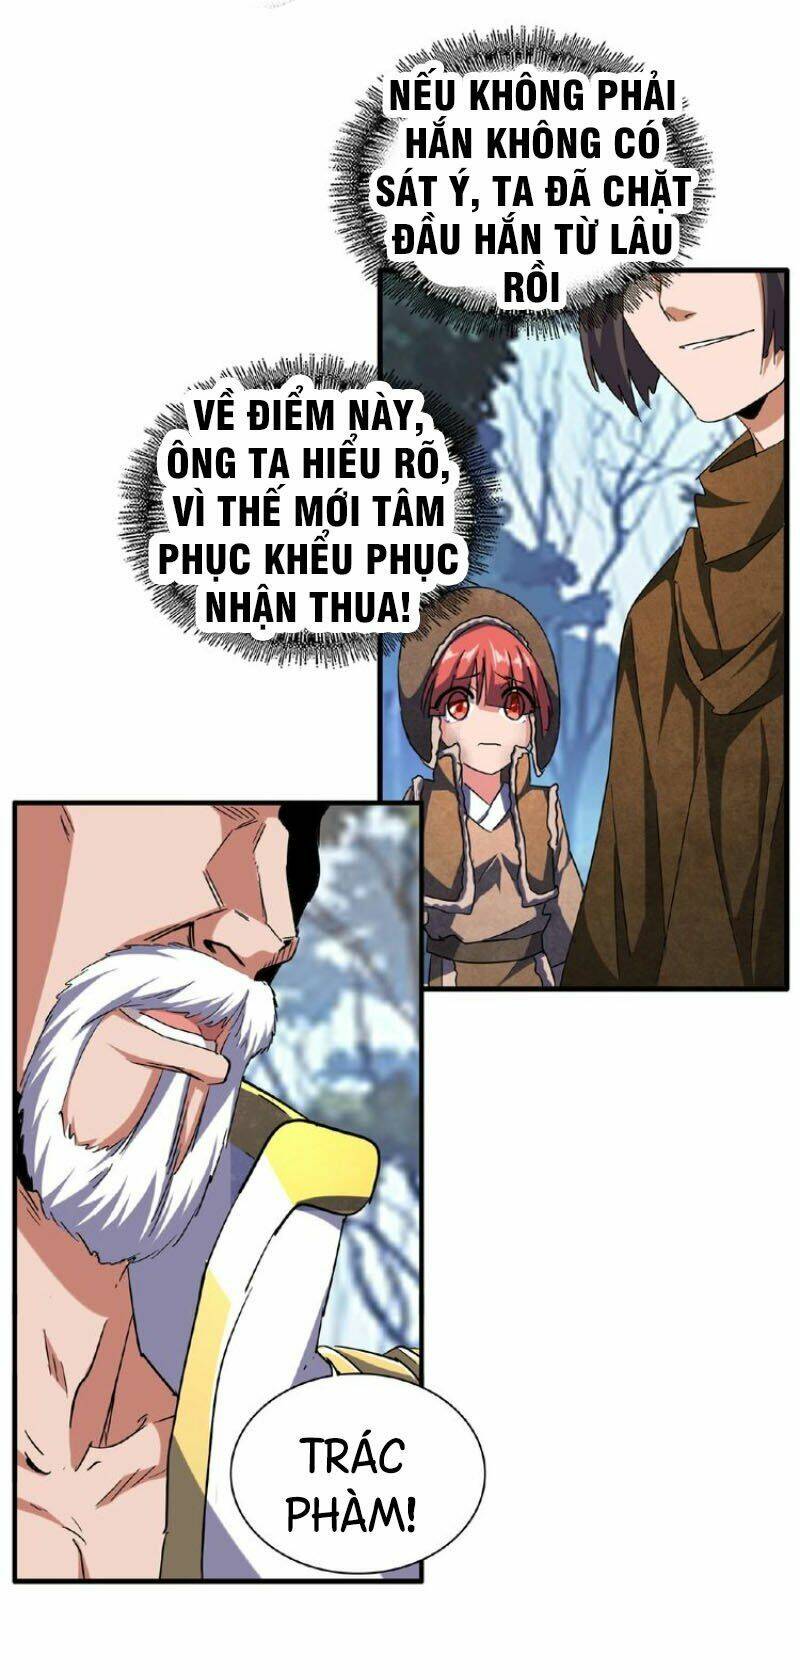 NẾU KHÔNG PHẢI
HẮN KHÔNG CÓ
SÁT Ý, TA ĐÃ CHẶT
ĐẦU HẮN TỪ LÂU
RỒI
VỀ ĐIỂM NÀY,
ÔNG TA HIỂU RÕ,
VÌ THẾ MỚI TÂM
PHỤC KHẨU PHỤC
NHẬN THUA!
TRÁC
PHÀM!